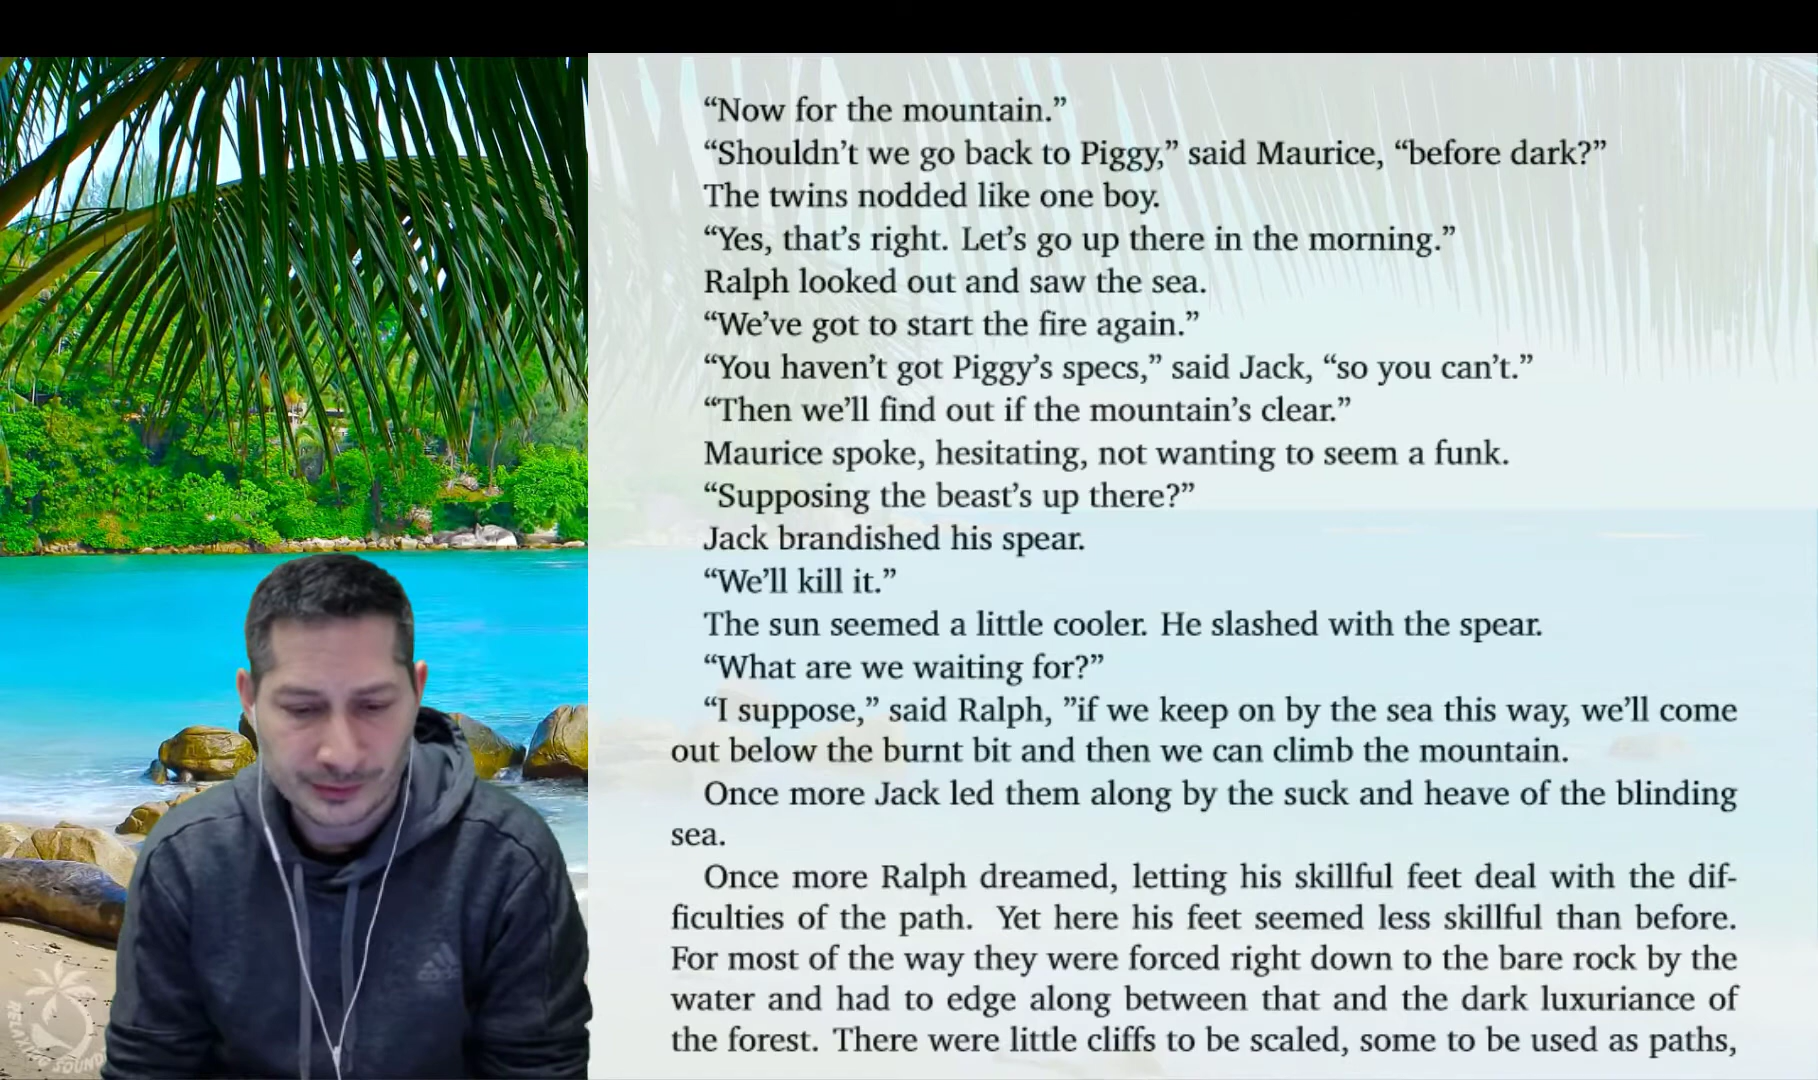 “Now for the mountain.”
“Shouldn’t we go back to Piggy,” said Maurice, “before dark?”
The twins nodded like one boy.
“Yes, that’s right. Let’s go up there in the morning.”
Ralph looked out and saw the sea.
“We’ve got to start the fire again.”
“You haven’t got Piggy’s specs,” said Jack, “so you can’t.”
“Then we’ll find out if the mountain’s clear.”
Maurice spoke, hesitating, not wanting to seem a funk.
“Supposing the beast’s up there?”
Jack brandished his spear.
“We’ll kill it.”
The sun seemed a little cooler. He slashed with the spear.
“What are we waiting for?”
“I suppose,” said Ralph, ”if we keep on by the sea this way, we’ll come
out below the burnt bit and then we can climb the mountain.
Once more Jack led them along by the suck and heave of the blinding
sea.
Once more Ralph dreamed, letting his skillful feet deal with the dif-
ficulties of the path. Yet here his feet seemed less skillful than before.
For most of the way they were forced right down to the bare rock by the
water and had to edge along between that and the dark luxuriance of
the forest. There were little cliffs to be scaled, some to be used as paths,
adidas
RELAXING SOUND